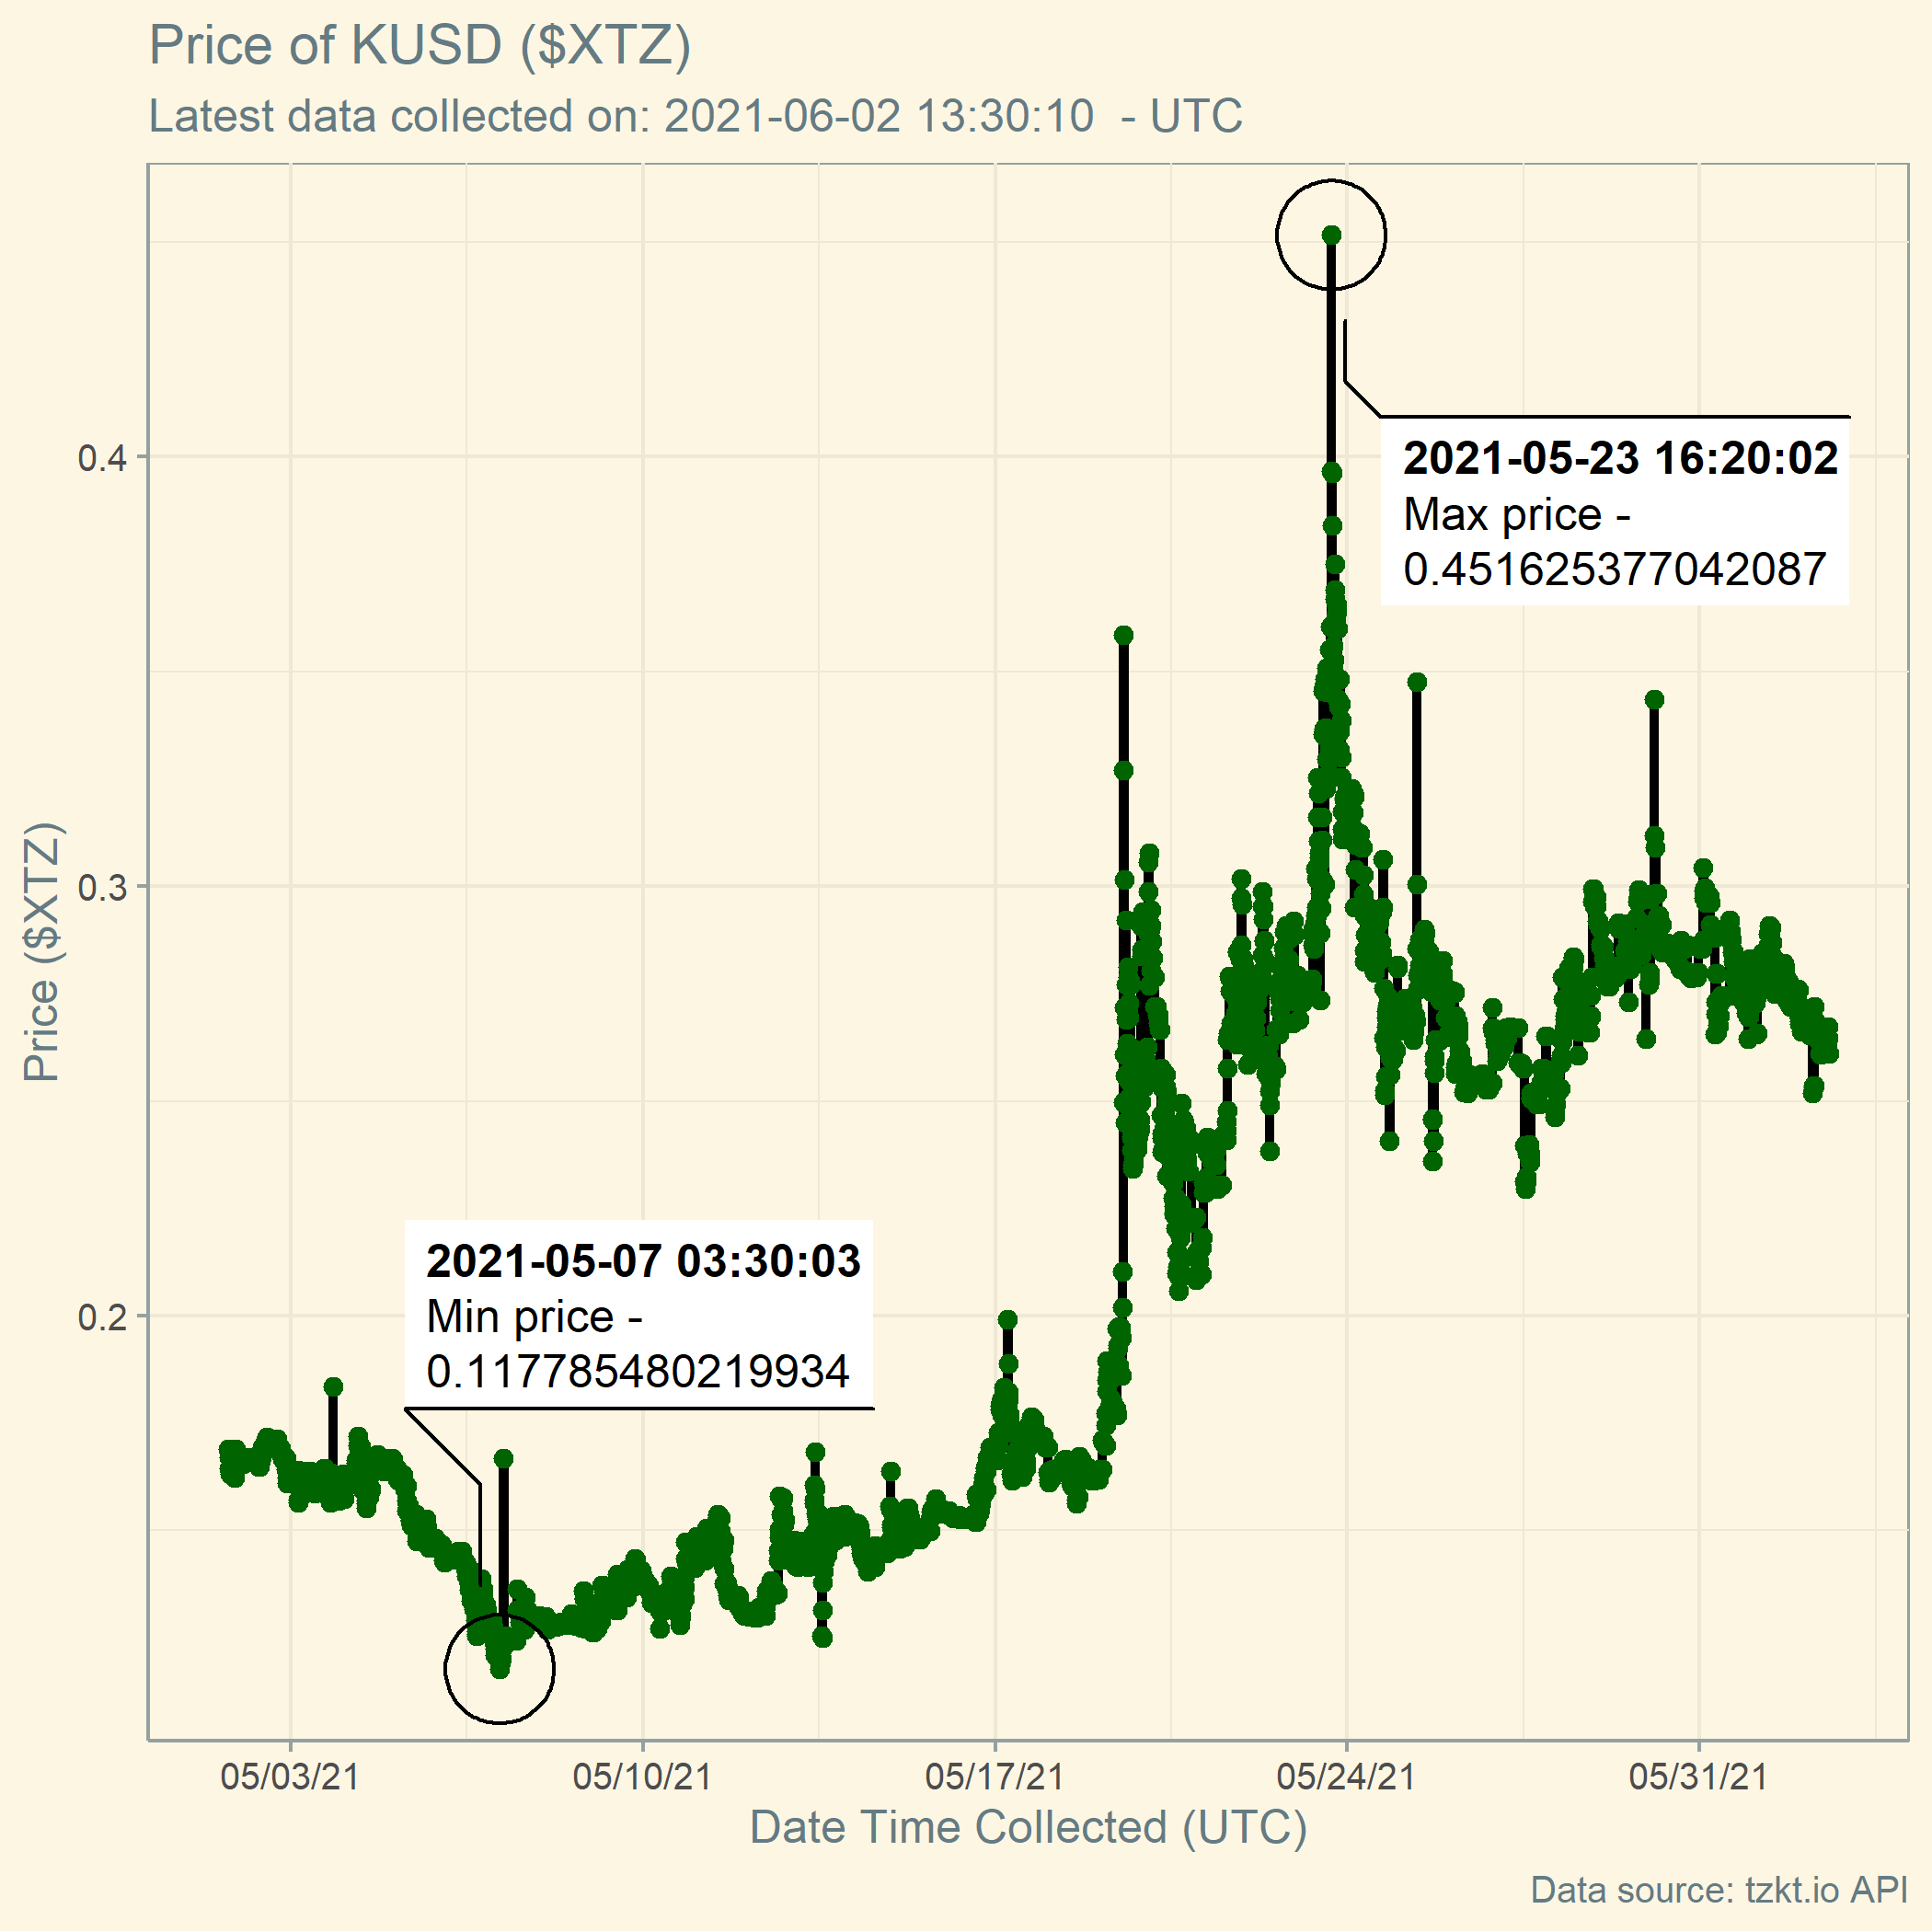 Price of KUSD ($XTZ)
Latest data collected on: 2021-06-02 13:30:10  - UTC
2021-05-23 16:20:02
Max price -
0.451625377042087
2021-05-07 03:30:03
Min price -
0.117785480219934
Price ($XTZ)
0.4
0.3
0.2
05/03/21 05/10/21 05/17/21 05/24/21 05/31/21
Date Time Collected (UTC)
Data source: tzkt.io API